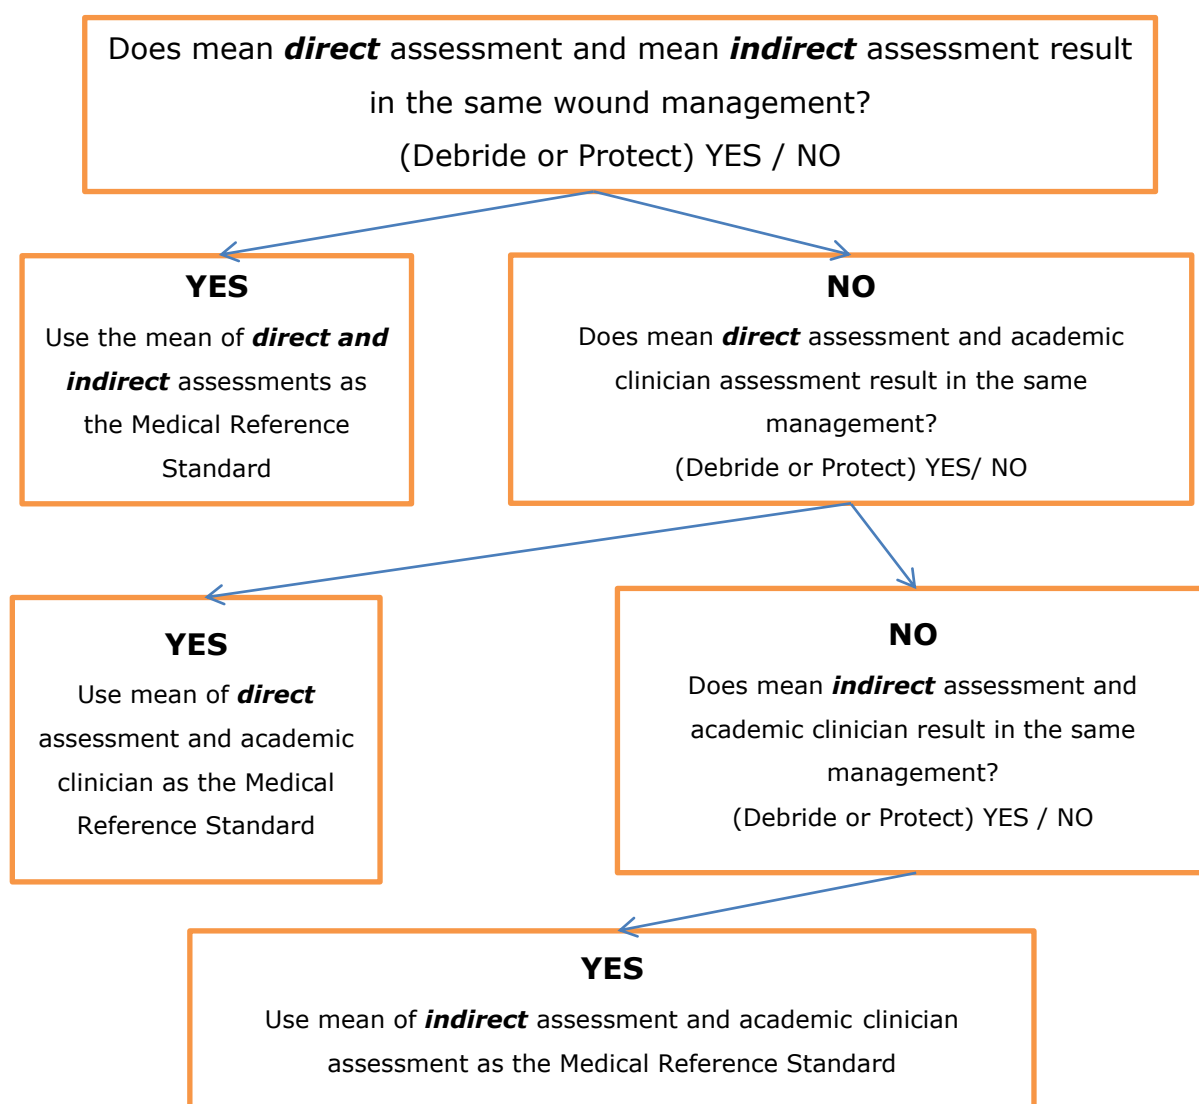 Does mean direct assessment and mean indirect assessment result
in the same wound management?
(Debride or Protect) YES / NO
YES
Use the mean of direct and
indirect assessments as
the Medical Reference
Standard
NO
Does mean direct assessment and academic
clinician assessment result in the same
management?
(Debride or Protect) YES/ NO
YES
Use mean of direct
assessment and academic
clinician as the Medical
Reference Standard
NO
Does mean indirect assessment and
academic clinician result in the same
management?
(Debride or Protect) YES / NO
YES
Use mean of indirect assessment and academic clinician
assessment as the Medical Reference Standard